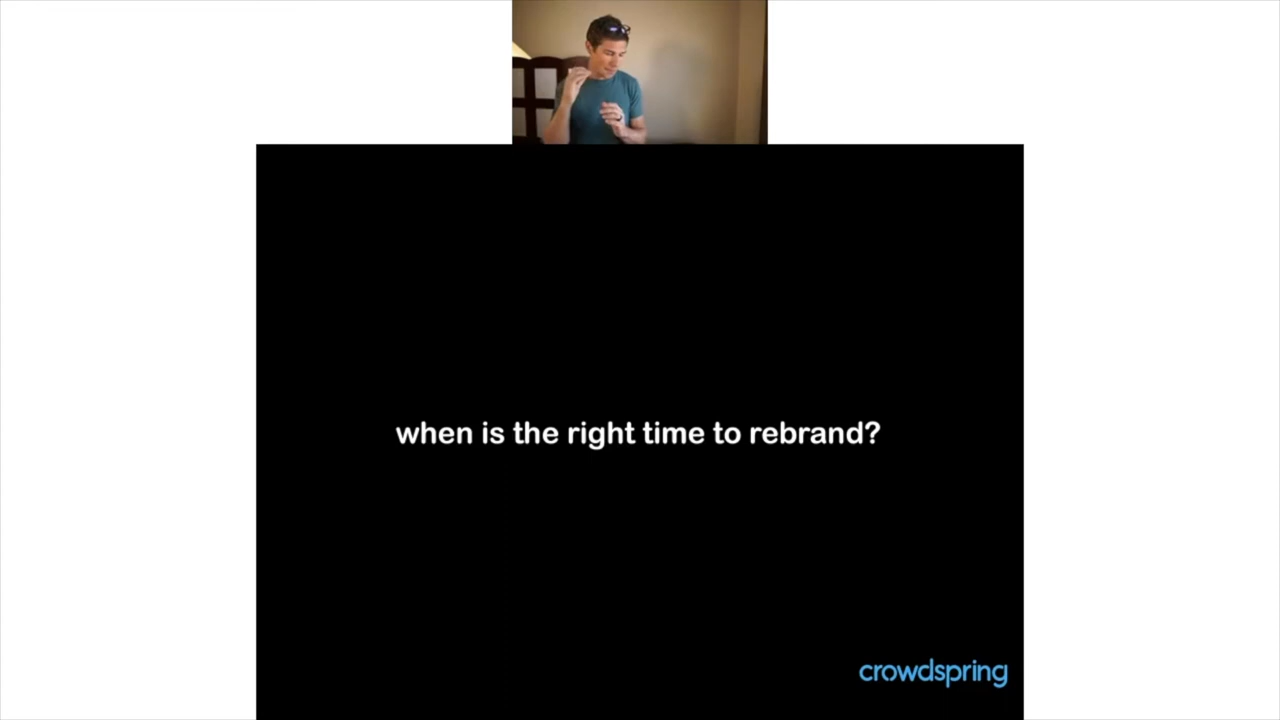 when is the right time to rebrand?
crowdspring